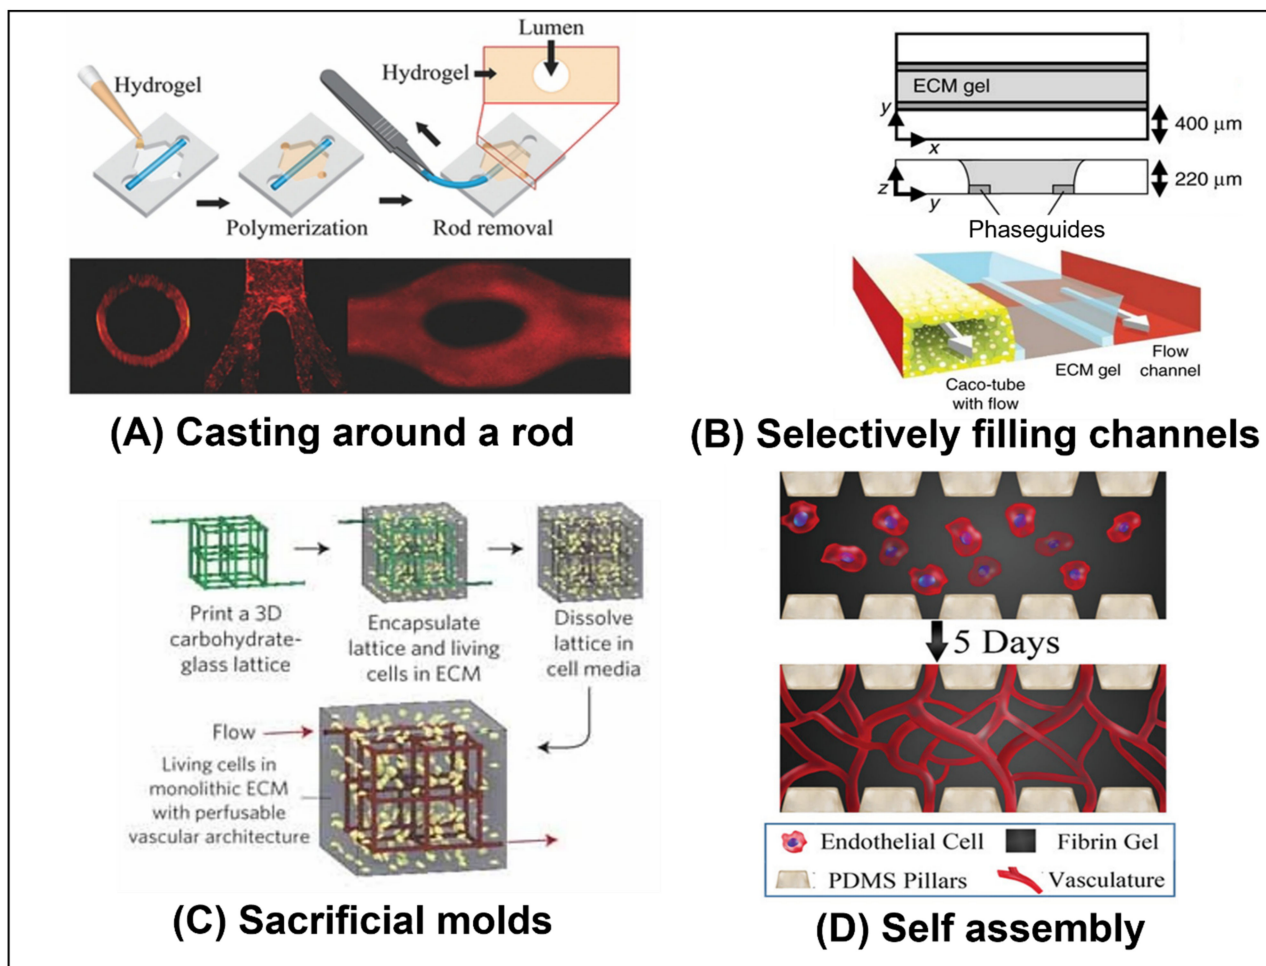 Lumen
Hydrogel
Hydrogel
Polymerization
Rod removal
(A) Casting around a rod
ECM gel
y
x
400 µm
z
y
220 µm
Phaseguides
Flow
channel
ECM gel
Caco-tube
with flow
(B) Selectively filling channels
Print a 3D
carbohydrate-
glass lattice
Encapsulate
lattice and living
cells in ECM
Dissolve
lattice in
cell media
Flow
Living cells in
monolithic ECM
with perfusable
vascular architecture
(C) Sacrificial molds
5 Days
Endothelial Cell
Fibrin Gel
PDMS Pillars
Vasculature
(D) Self assembly